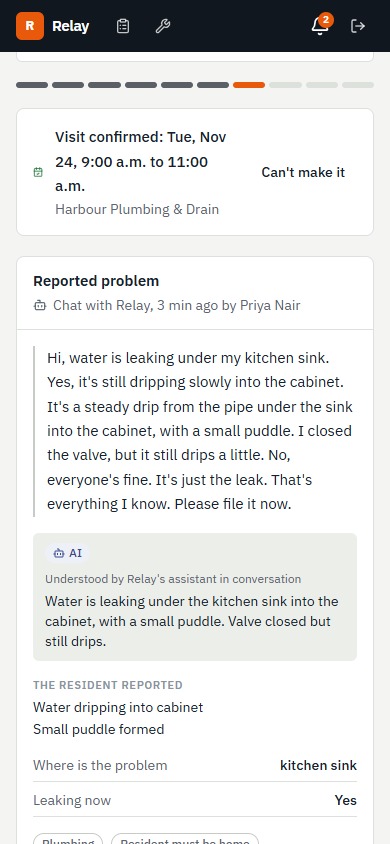 R Relay 2
Visit confirmed: Tue, Nov
24, 9:00 a.m. to 11:00
a.m.
Can't make it
Harbour Plumbing & Drain
Reported problem
Chat with Relay, 3 min ago by Priya Nair
Hi, water is leaking under my kitchen sink.
Yes, it's still dripping slowly into the cabinet.
It's a steady drip from the pipe under the sink
into the cabinet, with a small puddle. I closed
the valve, but it still drips a little. No,
everyone's fine. It's just the leak. That's
everything I know. Please file it now.
AI
Understood by Relay's assistant in conversation
Water is leaking under the kitchen sink into the
cabinet, with a small puddle. Valve closed but
still drips.
THE RESIDENT REPORTED
Water dripping into cabinet
Small puddle formed
Where is the problem kitchen sink
Leaking now Yes
Plumbing Resident must be home